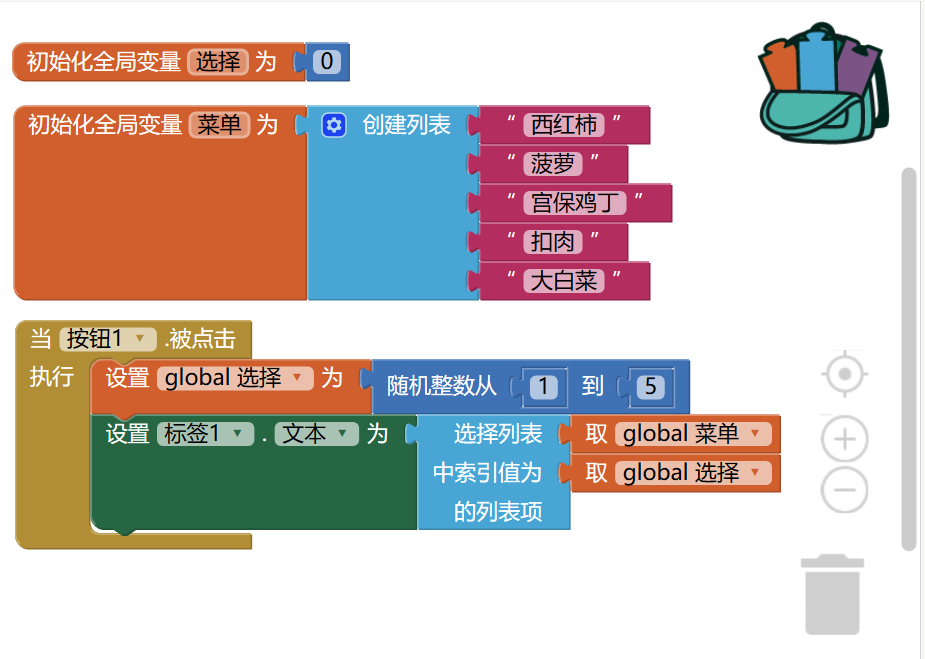 初始化全局变量 选择 为 0
初始化全局变量 菜单 为 创建列表 “ 西红柿 ”
“ 菠萝 ”
“ 宫保鸡丁 ”
“ 扣肉 ”
“ 大白菜 ”
当 按钮1 .被点击
执行 设置 global 选择 为 随机整数从 1 到 5
设置 标签1 . 文本 为 选择列表 取 global 菜单
中索引值为 取 global 选择
的列表项